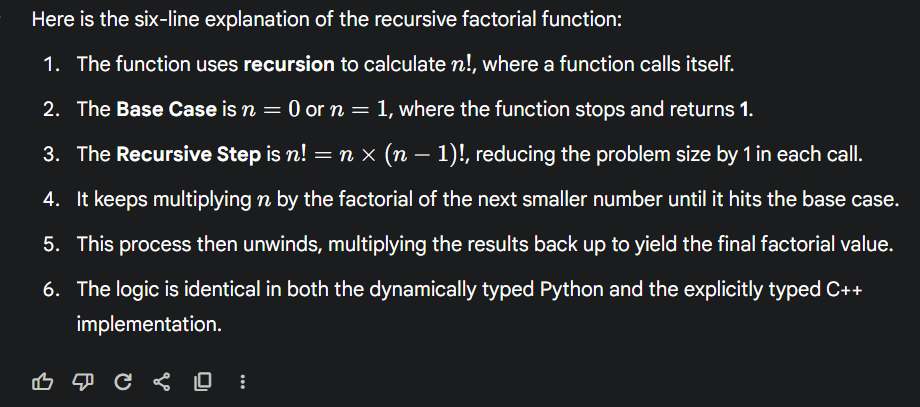 Here is the six-line explanation of the recursive factorial function:
1. The function uses recursion to calculate n!, where a function calls itself.
2. The Base Case is n = 0 or n = 1, where the function stops and returns 1.
3. The Recursive Step is n! = n × (n − 1)!, reducing the problem size by 1 in each call.
4. It keeps multiplying n by the factorial of the next smaller number until it hits the base case.
5. This process then unwinds, multiplying the results back up to yield the final factorial value.
6. The logic is identical in both the dynamically typed Python and the explicitly typed C++
implementation.